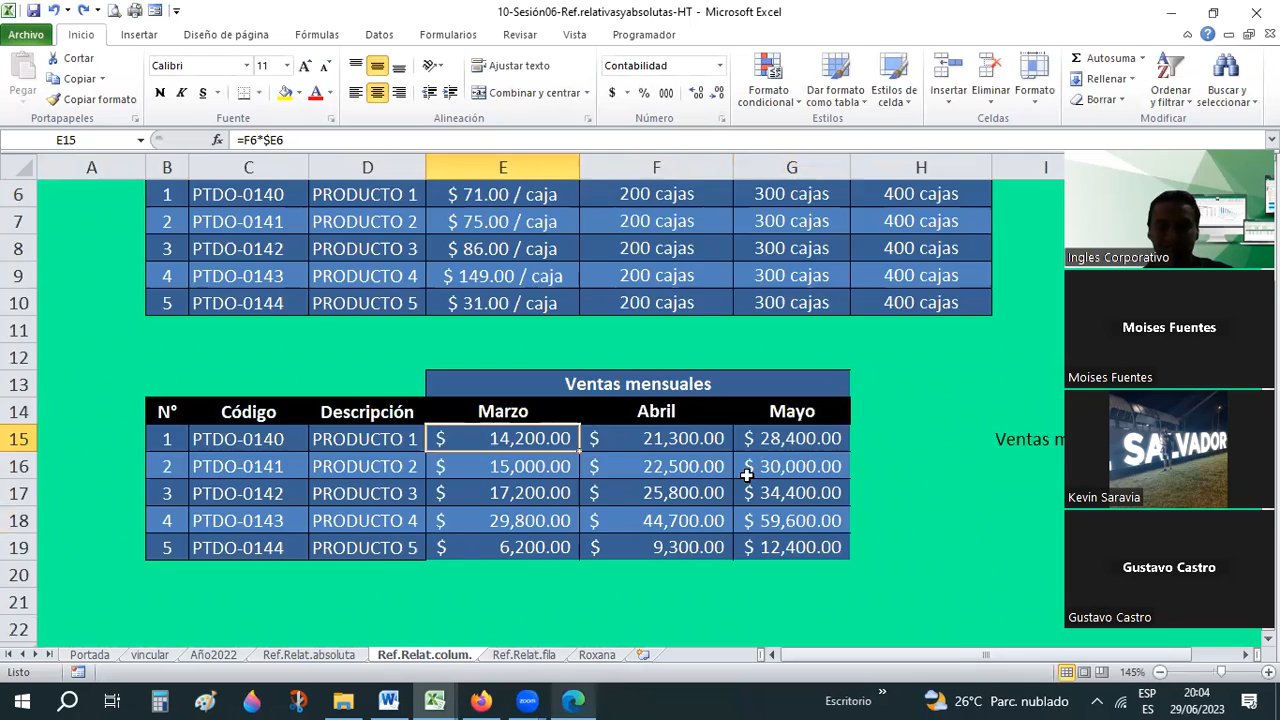 10-Sesión06-Ref.relativasyabsolutas-HT - Microsoft Excel
Archivo Inicio Insertar Diseño de página Fórmulas Datos Formularios Revisar Vista Programador
Pegar
Cortar
Copiar
Copiar formato
Portapapeles
Calibri 11
N K S
Fuente
Ajustar texto
Combinar y centrar
Alineación
Contabilidad
$ % 000
Número
Formato condicional
Dar formato como tabla
Estilos de celda
Estilos
Insertar Eliminar Formato
Celdas
Autosuma
Rellenar
Borrar
Ordenar y filtrar
Buscar y seleccionar
Modificar
E15 fx =F6*$E6
A B C D E F G H I
6 1 PTDO-0140 PRODUCTO 1 $ 71.00 / caja 200 cajas 300 cajas 400 cajas
7 2 PTDO-0141 PRODUCTO 2 $ 75.00 / caja 200 cajas 300 cajas 400 cajas
8 3 PTDO-0142 PRODUCTO 3 $ 86.00 / caja 200 cajas 300 cajas 400 cajas
9 4 PTDO-0143 PRODUCTO 4 $ 149.00 / caja 200 cajas 300 cajas 400 cajas
10 5 PTDO-0144 PRODUCTO 5 $ 31.00 / caja 200 cajas 300 cajas 400 cajas
11
12
13 Ventas mensuales
14 N° Código Descripción Marzo Abril Mayo
15 1 PTDO-0140 PRODUCTO 1 $ 14,200.00 $ 21,300.00 $ 28,400.00 Ventas m
16 2 PTDO-0141 PRODUCTO 2 $ 15,000.00 $ 22,500.00 $ 30,000.00
17 3 PTDO-0142 PRODUCTO 3 $ 17,200.00 $ 25,800.00 $ 34,400.00
18 4 PTDO-0143 PRODUCTO 4 $ 29,800.00 $ 44,700.00 $ 59,600.00
19 5 PTDO-0144 PRODUCTO 5 $ 6,200.00 $ 9,300.00 $ 12,400.00
20
21
22
Ingles Corporativo
Moises Fuentes
Moises Fuentes
SALVADOR
Kevin Saravia
Gustavo Castro
Gustavo Castro
Portada vincular Año2022 Ref.Relat.absoluta Ref.Relat.colum. Ref.Relat.fila Roxana
Listo 145%
Escritorio » 26°C Parc. nublado ESP ES 20:04 29/06/2023